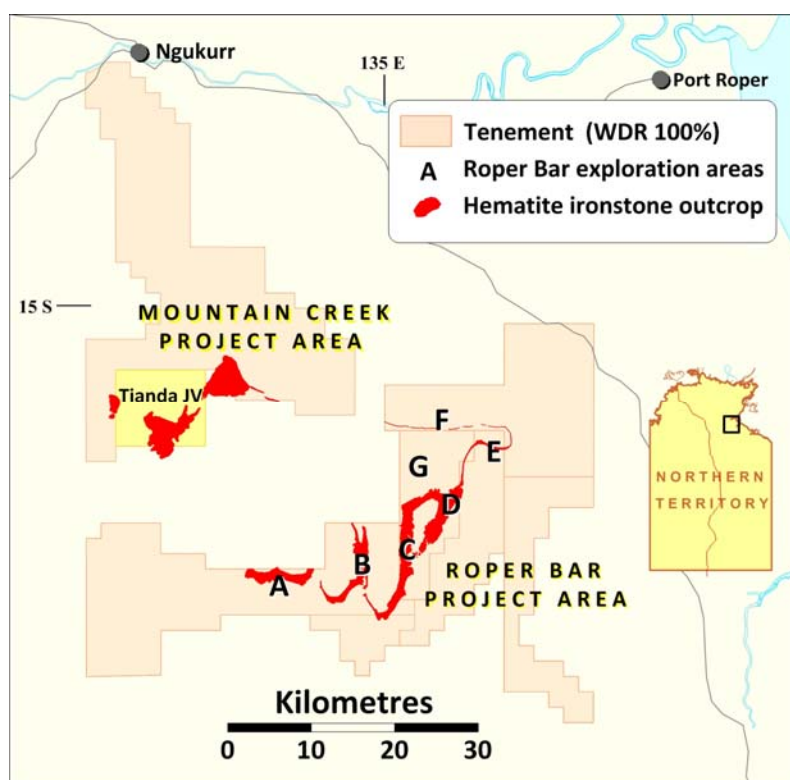 Ngukurr
135 E
Port Roper
Tenement (WDR 100%)
A Roper Bar exploration areas
Hematite ironstone outcrop
15 S
MOUNTAIN CREEK
PROJECT AREA
Tianda JV
F
E
G
D
C
B
A
NORTHERN
TERRITORY
ROPER BAR
PROJECT AREA
Kilometres
0 10 20 30